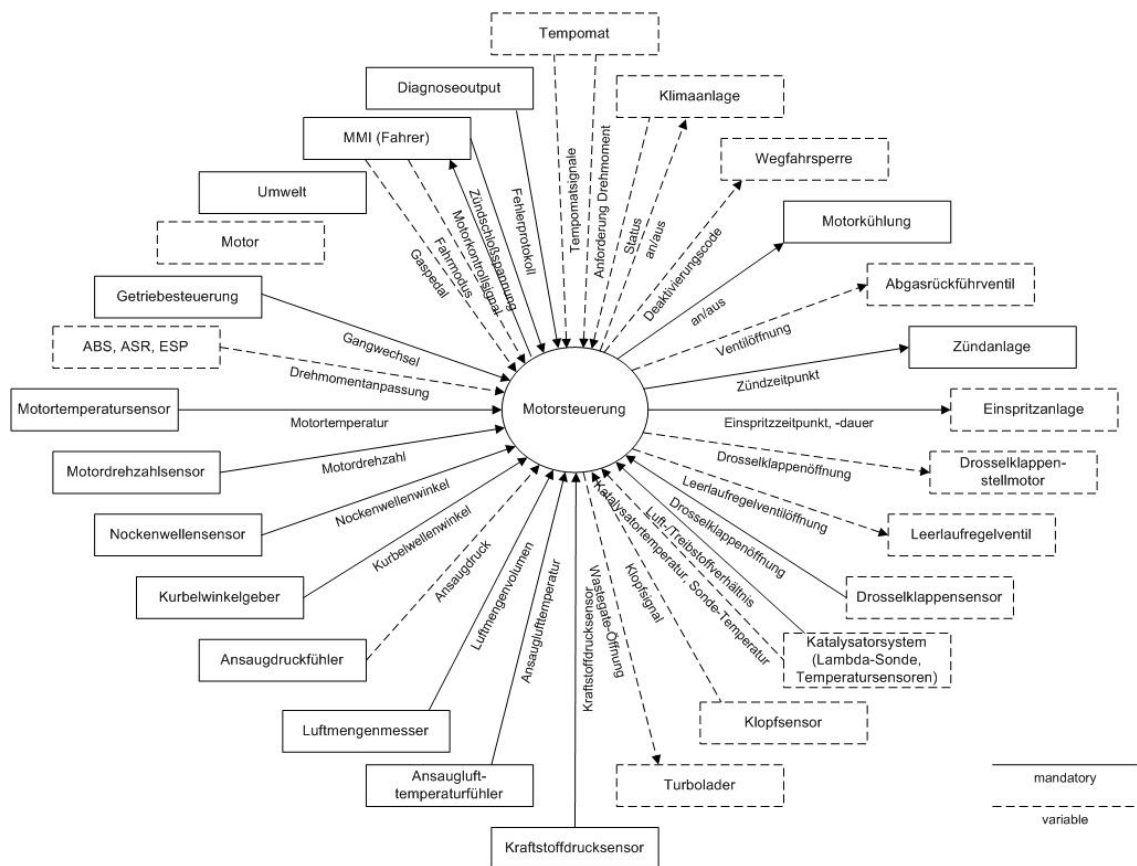 Tempomat
Diagnoseoutput
Klimaanlage
MMI (Fahrer)
Wegfahrsperre
Umwelt
Motorkühlung
Motor
Abgasrückführventil
Getriebesteuerung
ABS, ASR, ESP
Zündanlage
Motortemperatursensor
Motorsteuerung
Einspritzanlage
Motordrehzahlsensor
Drosselklappen-
stellmotor
Nockenwellensensor
Leerlaufregelventil
Kurbelwinkelgeber
Drosselklappensensor
Ansaugdruckfühler
Katalysatorsystem
(Lambda-Sonde,
Temperatursensoren)
Luftmengenmesser
Klopfsensor
Ansaugluft-
temperaturfühler
Turbolader
Kraftstoffdrucksensor
Gaspedal
Fahrmodus
Motorkontrollsignal
Zündschloßspannung
Fehlerprotokoll
Tempomatsignale
Anforderung Drehmoment
Status
an/aus
Deaktivierungscode
an/aus
Ventilöffnung
Zündzeitpunkt
Einspritzzeitpunkt, -dauer
Drosselklappenöffnung
Leerlaufregelventilöffnung
Drosselklappenöffnung
Luft-/Treibstoffverhältnis
Katalysatortemperatur, Sonde-Temperatur
Klopfsignal
Wastegate-Öffnung
Kraftstoffdrucksensor
Ansauglufttemperatur
Luftmengenvolumen
Ansaugdruck
Kurbelwellenwinkel
Nockenwellenwinkel
Motordrehzahl
Motortemperatur
Drehmomentanpassung
Gangwechsel
mandatory
variable